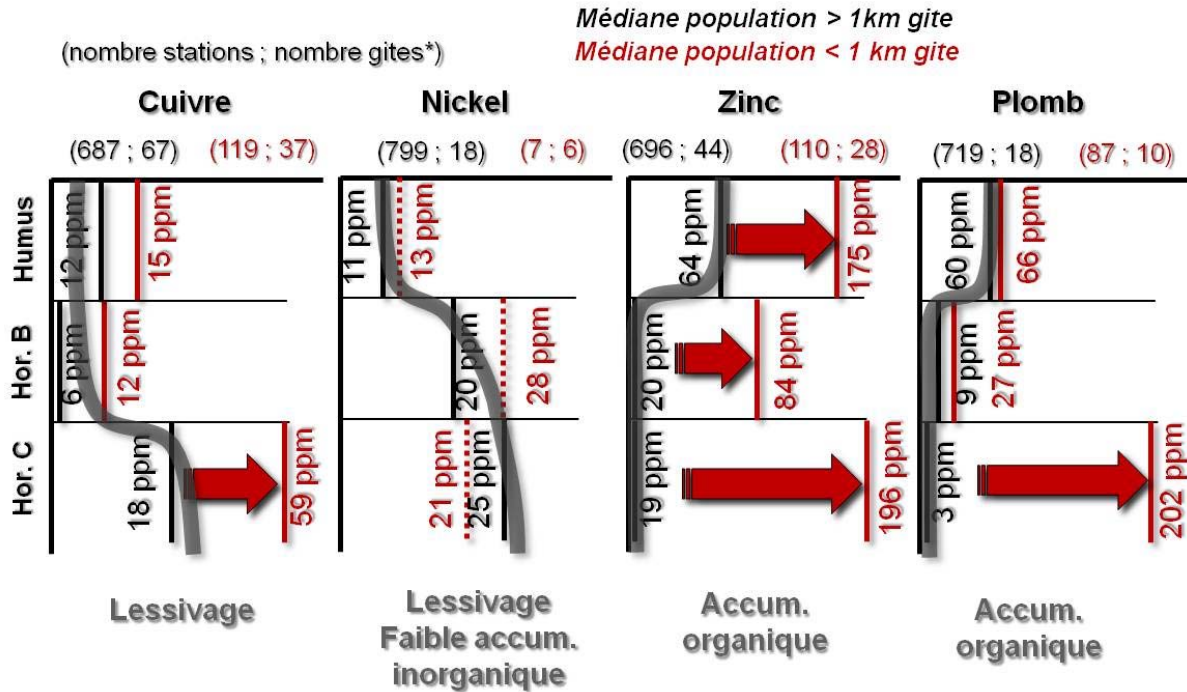 Médiane population > 1km gite
(nombre stations ; nombre gites*)
Médiane population < 1 km gite
Cuivre
Nickel
Zinc
Plomb
(687 ; 67)
(119 ; 37)
(799 ; 18)
(7 ; 6)
(696 ; 44)
(110 ; 28)
(719 ; 18)
(87 ; 10)
Humus
12 ppm
15 ppm
11 ppm
13 ppm
64 ppm
175 ppm
60 ppm
66 ppm
Hor. B
6 ppm
12 ppm
20 ppm
28 ppm
20 ppm
84 ppm
9 ppm
27 ppm
Hor. C
18 ppm
59 ppm
21 ppm
25 ppm
19 ppm
196 ppm
3 ppm
202 ppm
Lessivage
Lessivage
Faible accum.
inorganique
Accum.
organique
Accum.
organique